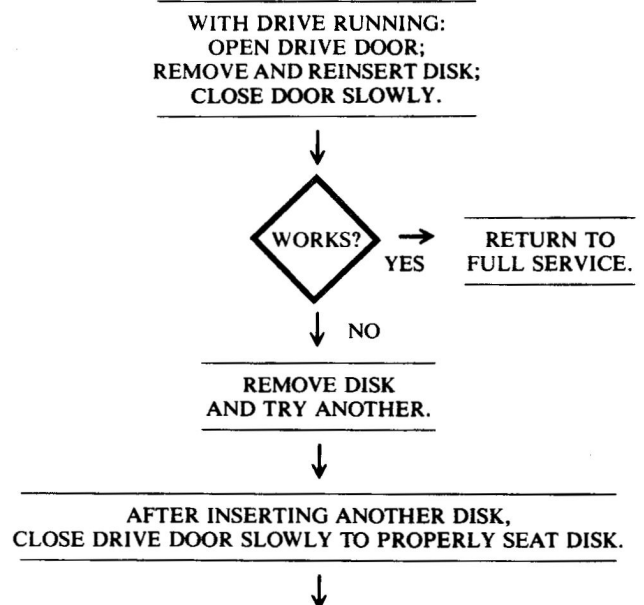 WITH DRIVE RUNNING:
OPEN DRIVE DOOR;
REMOVE AND REINSERT DISK;
CLOSE DOOR SLOWLY.
WORKS?
YES
RETURN TO
FULL SERVICE.
NO
REMOVE DISK
AND TRY ANOTHER.
AFTER INSERTING ANOTHER DISK,
CLOSE DRIVE DOOR SLOWLY TO PROPERLY SEAT DISK.